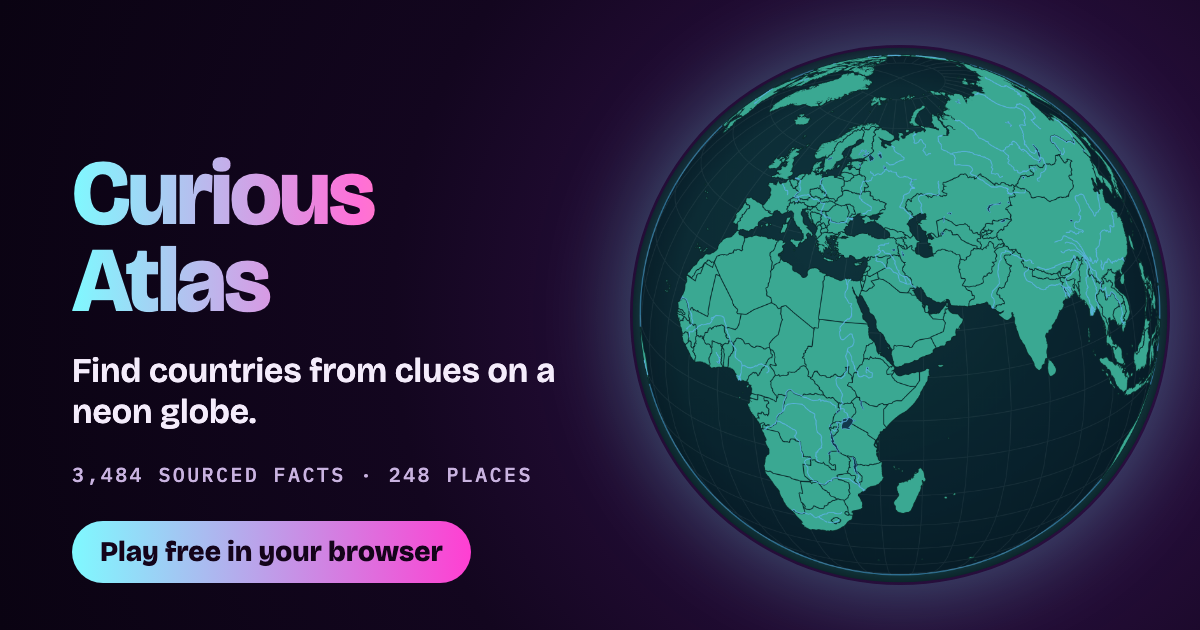 Curious
Atlas
Find countries from clues on a
neon globe.
3,484 SOURCED FACTS · 248 PLACES
Play free in your browser